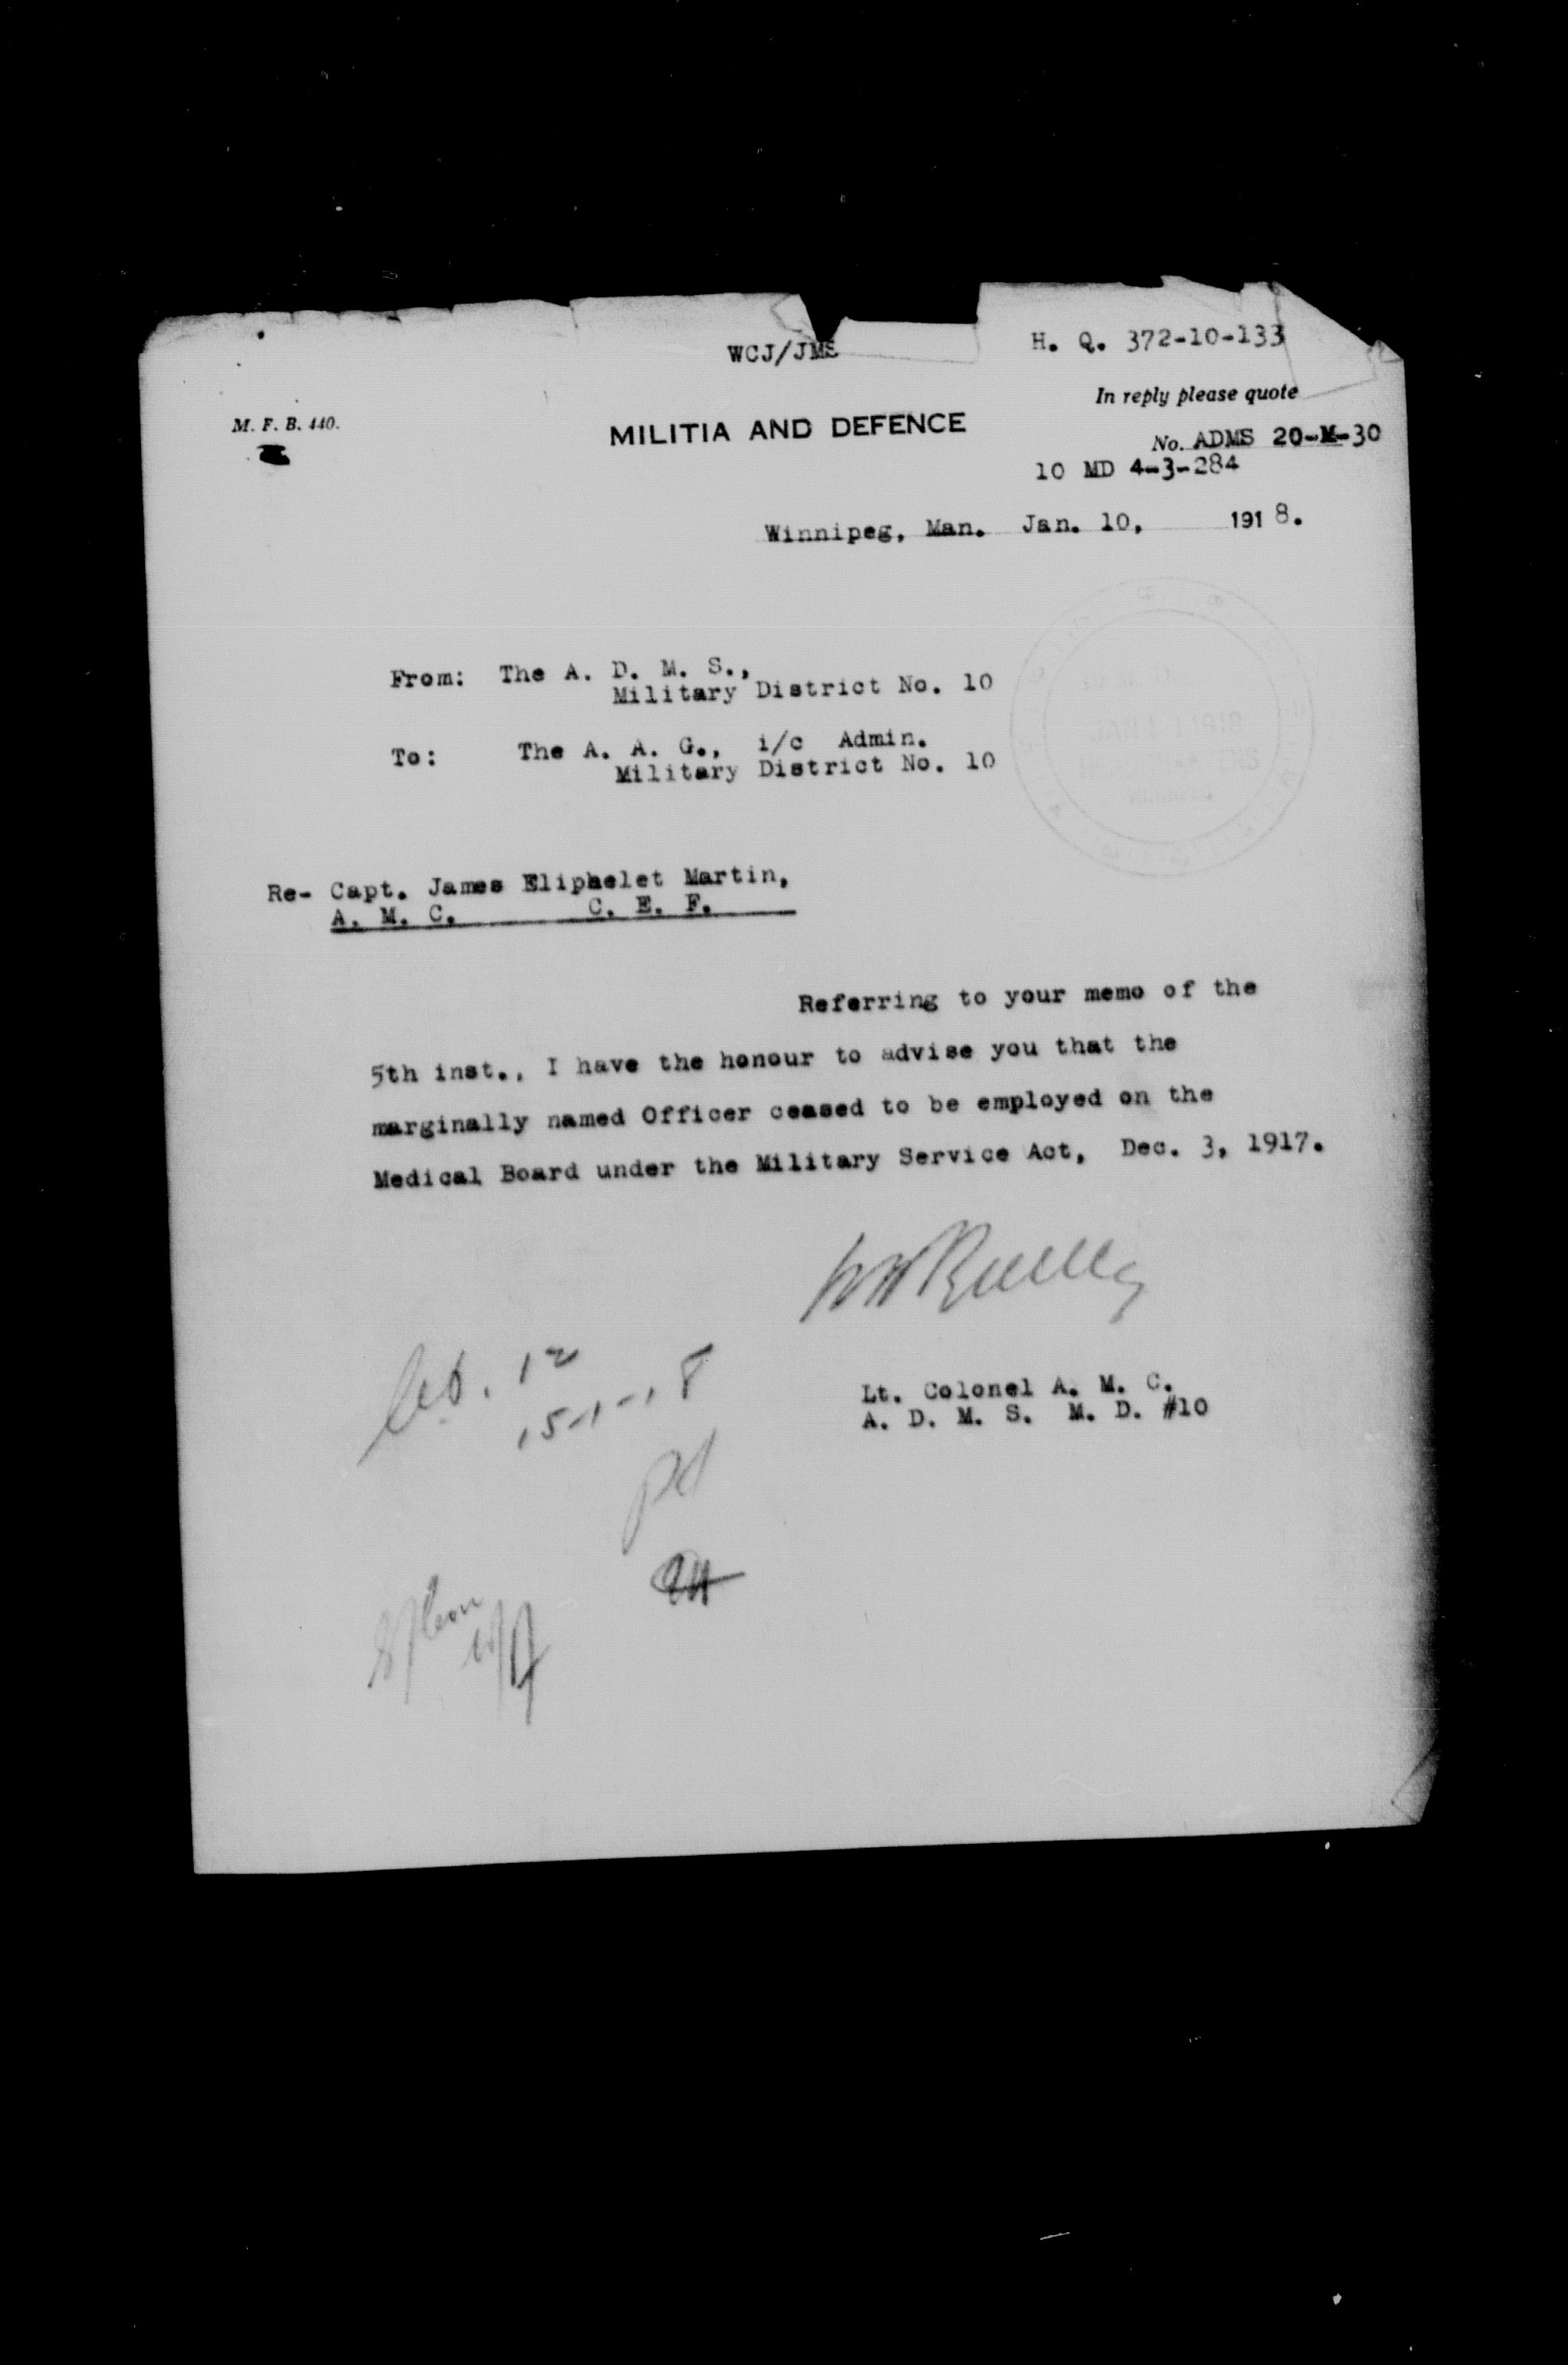 WCJ/JMS
H. Q. 372-10-133
In reply please quote
M. F. B. 440.
MILITIA AND DEFENCE
No. ADMS 20-M-30
10 MD 4-3-284
Winnipeg, Man. Jan. 10, 1918.
From: The A. D. M. S.,
Military District No. 10
To: The A. A. G., i/c Admin.
Military District No. 10
JAN 11 1918
Re- Capt. James Eliphelet Martin,
A. M. C. C. E. F.
Referring to your memo of the
5th inst., I have the honour to advise you that the
marginally named Officer ceased to be employed on the
Medical Board under the Military Service Act, Dec. 3, 1917.
Lt. Colonel A. M. C.
A. D. M. S. M. D. #10
12
15-1-18